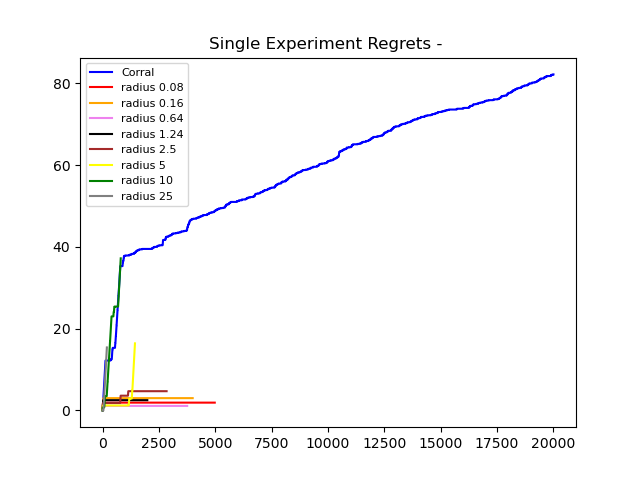 Single Experiment Regrets -
Corral
radius 0.08
radius 0.16
radius 0.64
radius 1.24
radius 2.5
radius 5
radius 10
radius 25
80
60
40
20
0
0 2500 5000 7500 10000 12500 15000 17500 20000